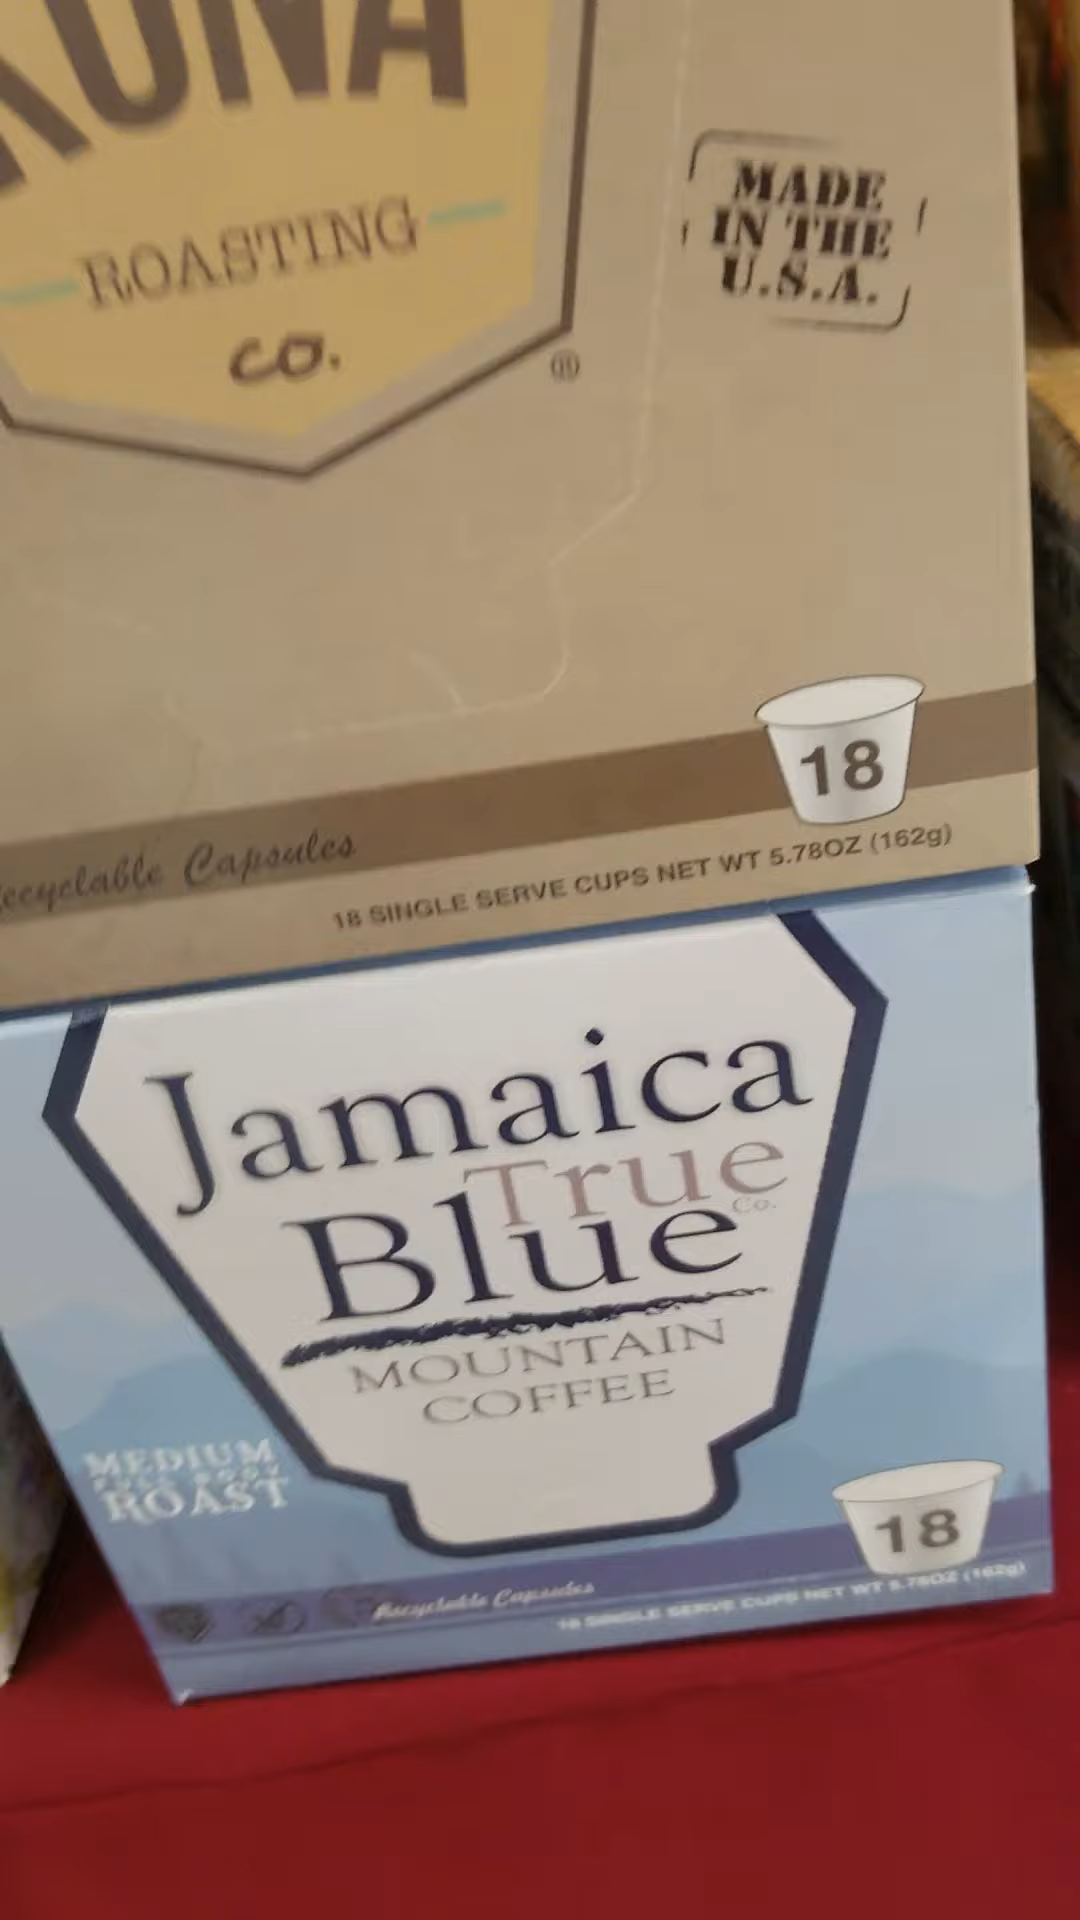 KONA
ROASTING
CO.
®
MADE
IN THE
U.S.A.
18
Recyclable Capsules
18 SINGLE SERVE CUPS NET WT 5.78OZ (162g)
Jamaica
True
Blue Co.
MOUNTAIN
COFFEE
MEDIUM
FULL BODY
ROAST
18
Recyclable Capsules
18 SINGLE SERVE CUPS NET WT 5.78OZ (162g)